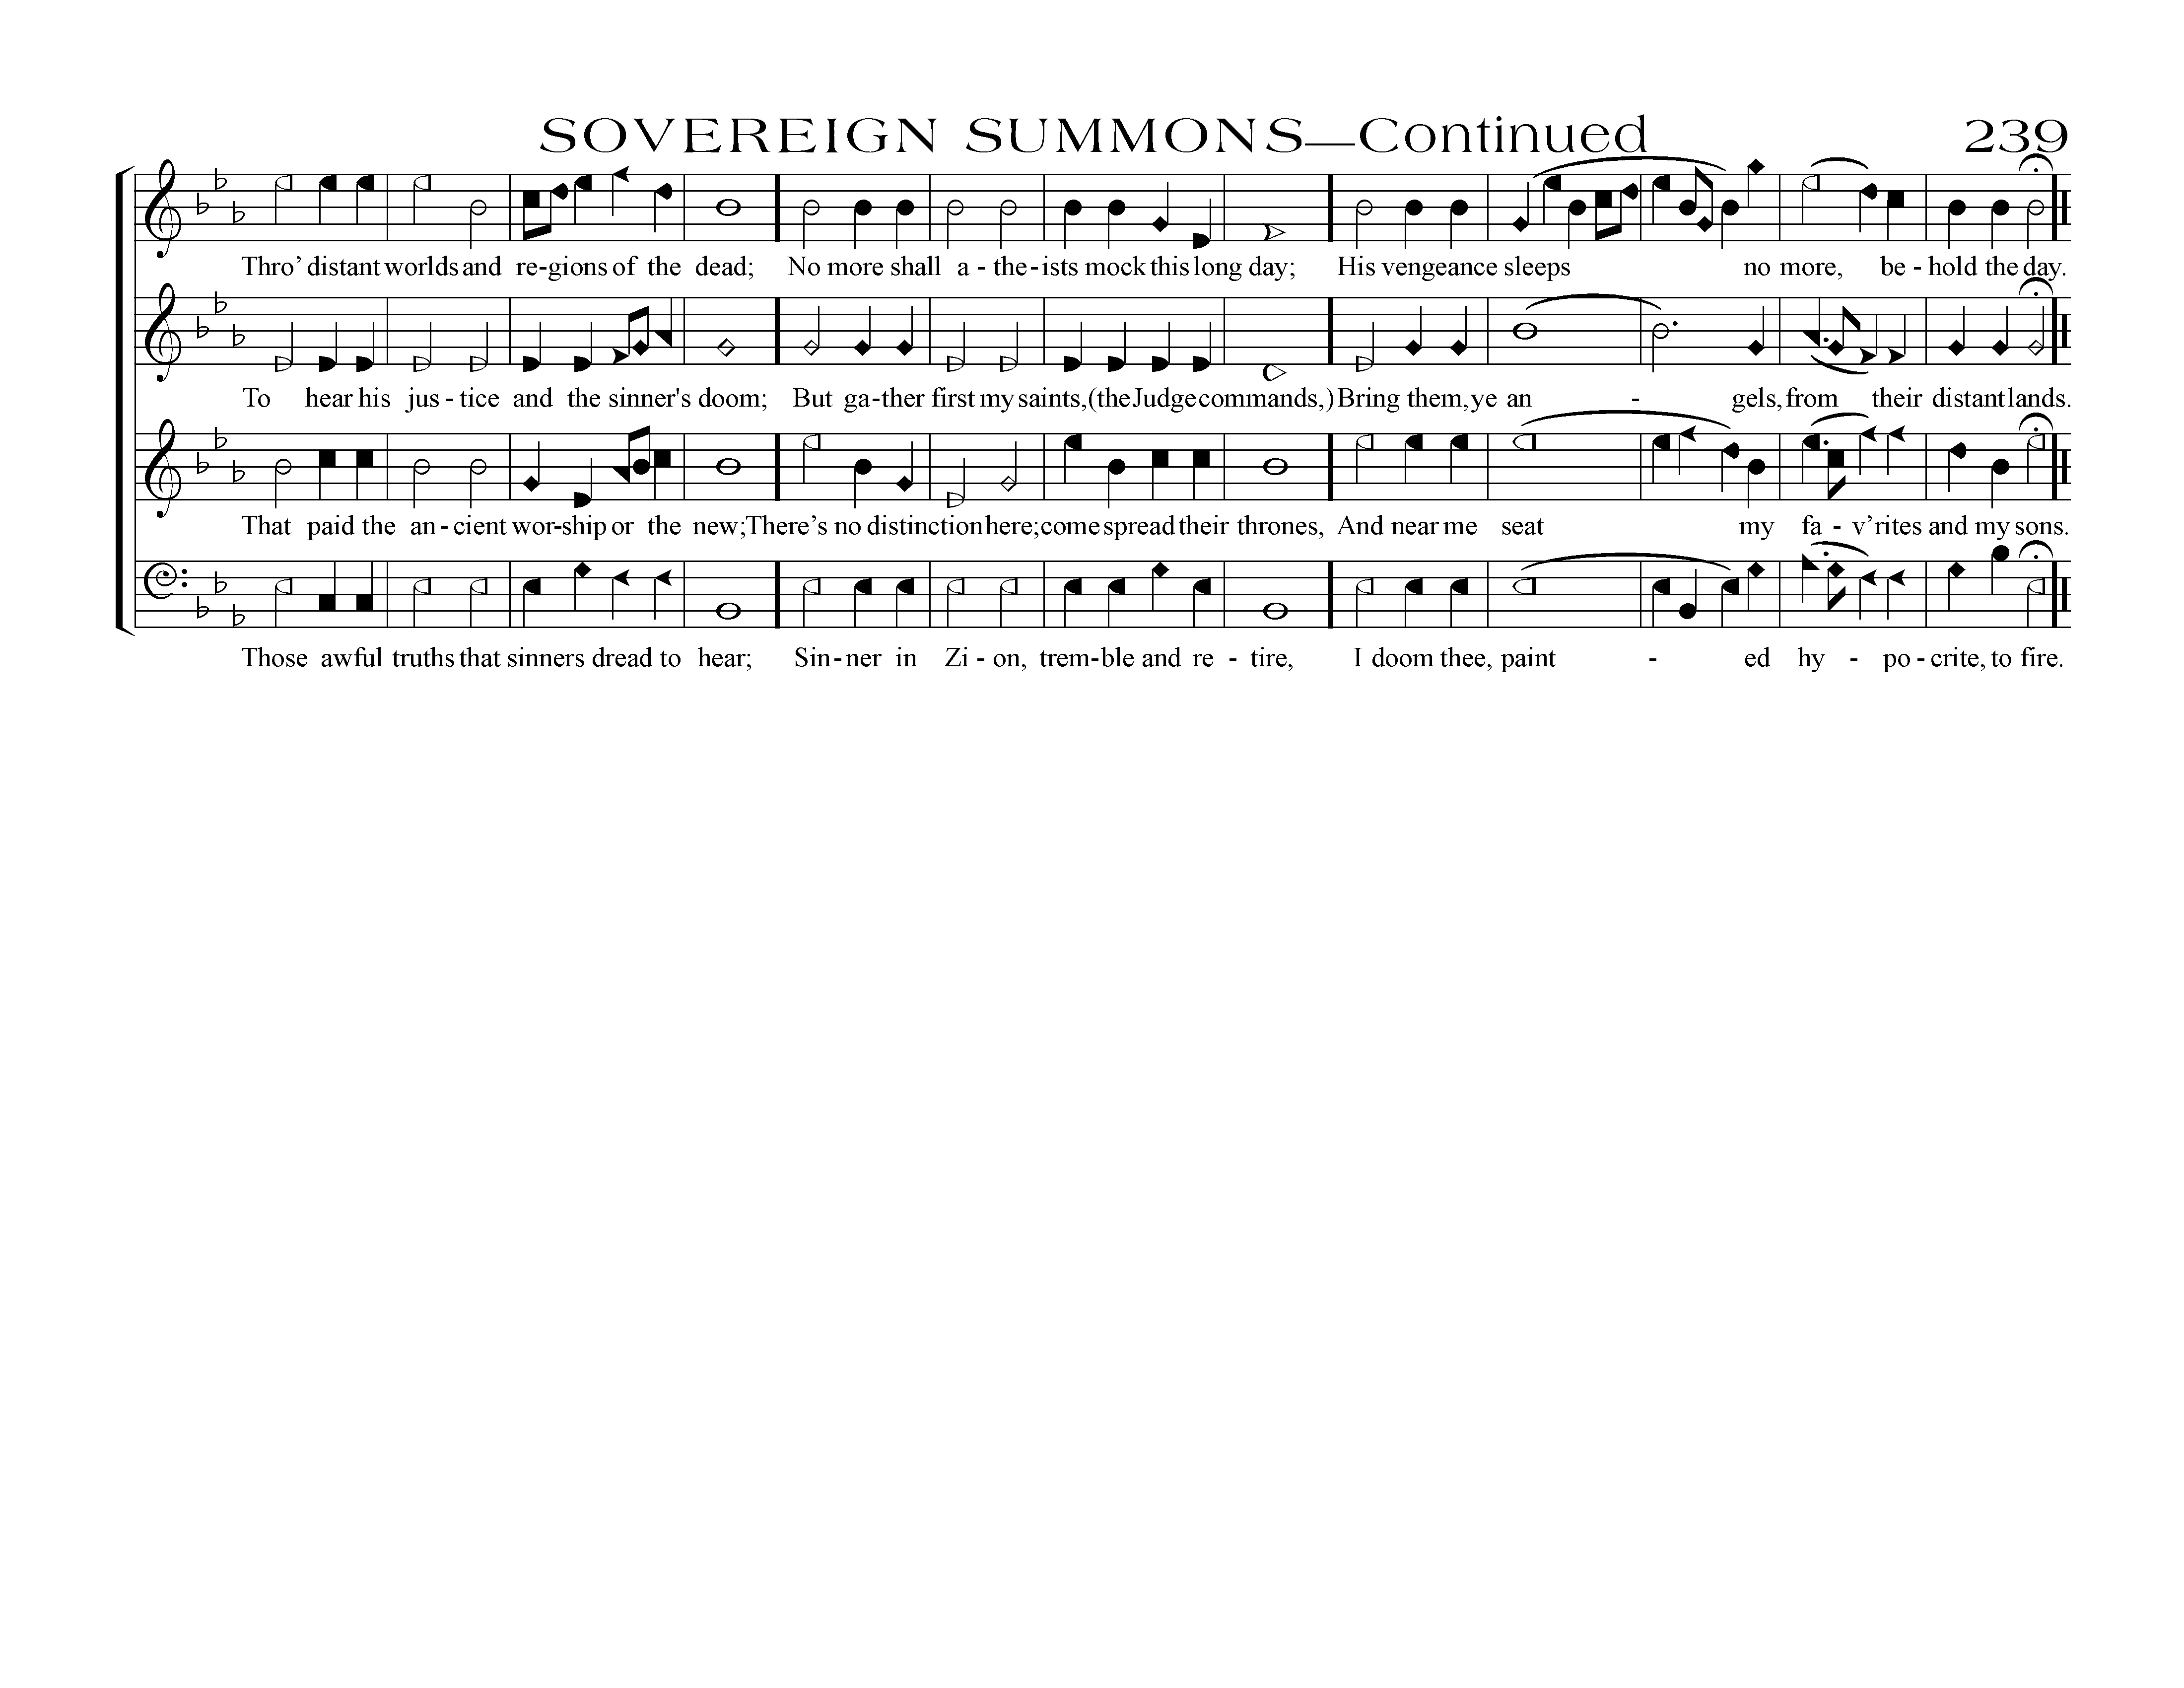 SOVEREIGN SUMMONS—Continued 239
Thro’ distant worlds and re-gions of the dead; No more shall a - the-ists mock this long day; His vengeance sleeps no more, be - hold the day.
To hear his jus - tice and the sinner's doom; But ga-ther first my saints,(the Judge commands,) Bring them, ye an - gels, from their distant lands.
That paid the an - cient wor-ship or the new; There’s no distinction here; come spread their thrones, And near me seat my fa - v’rites and my sons.
Those awful truths that sinners dread to hear; Sin-ner in Zi - on, trem-ble and re - tire, I doom thee, paint - ed hy - po - crite, to fire.